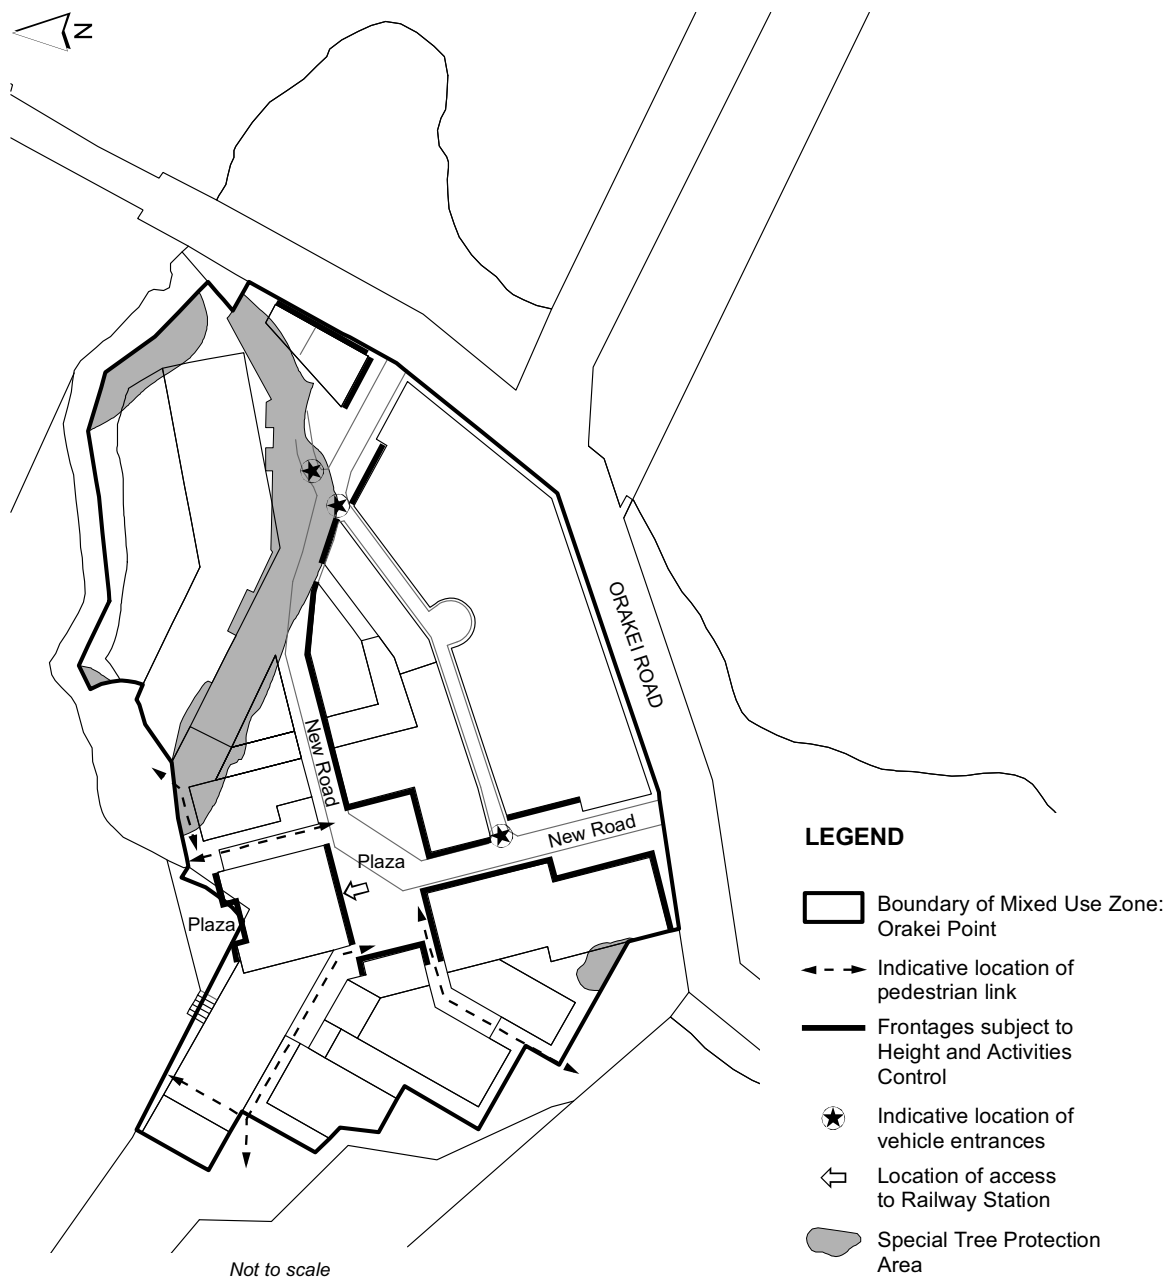 N
ORAKEI ROAD
New Road
New Road
Plaza
Plaza
LEGEND
Boundary of Mixed Use Zone:
Orakei Point
Indicative location of
pedestrian link
Frontages subject to
Height and Activities
Control
Indicative location of
vehicle entrances
Location of access
to Railway Station
Special Tree Protection
Area
Not to scale